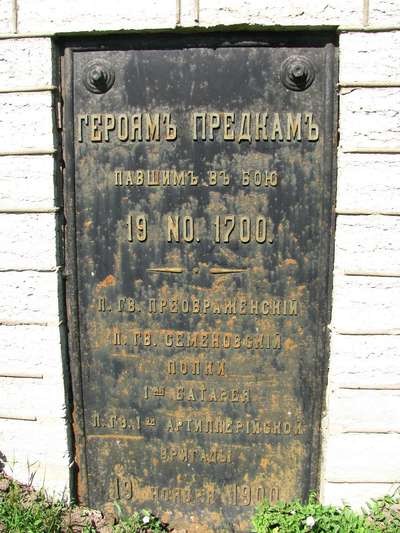 ГЕРОЯМЪ ПРЕДКАМЪ
ПАВШИМЪ ВЪ БОЮ
19 NO. 1700.
Л. ГВ. ПРЕОБРАЖЕНСКІЙ
Л. ГВ. СЕМЕНОВСКІЙ
ПОЛКИ
1АЯ БАТАРЕЯ
Л. ГВ. 1ОЙ АРТИЛЛЕРІЙСКОЙ
БРИГАДЫ
19 НОЯБРЯ 1900